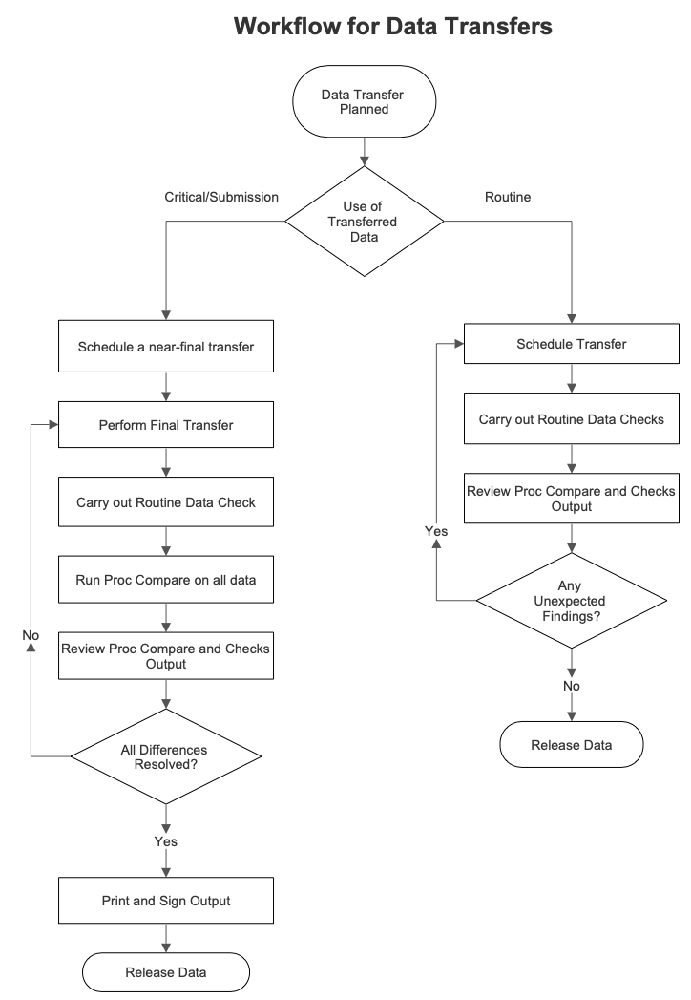 Workflow for Data Transfers
Data Transfer
Planned
Use of
Transferred
Data
Critical/Submission
Routine
Schedule a near-final transfer
Perform Final Transfer
Carry out Routine Data Check
Run Proc Compare on all data
Review Proc Compare and Checks
Output
All Differences
Resolved?
No
Yes
Print and Sign Output
Release Data
Schedule Transfer
Carry out Routine Data Checks
Review Proc Compare and Checks
Output
Any
Unexpected
Findings?
Yes
No
Release Data